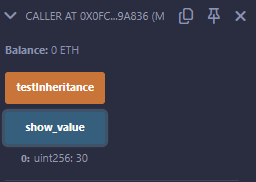 CALLER AT 0X0FC...9A836 (M
Balance: 0 ETH
testInheritance
show_value
0: uint256: 30